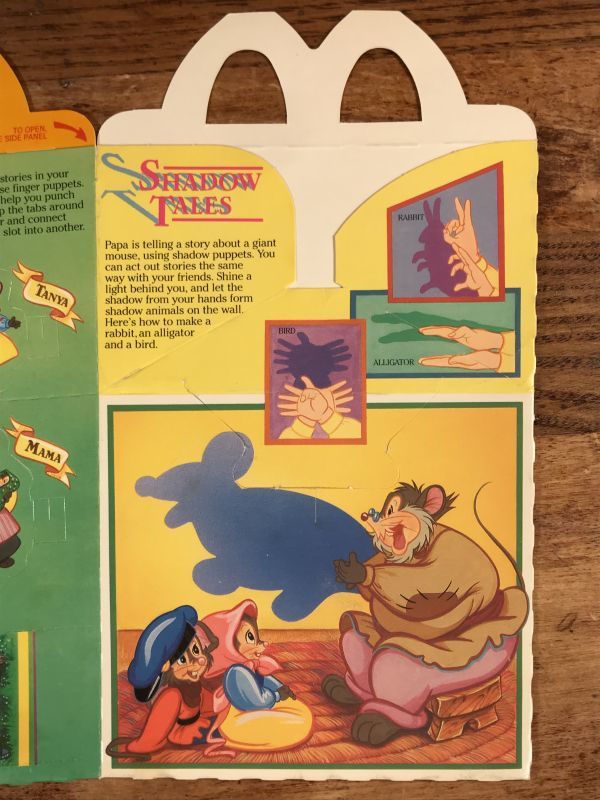 TO OPEN,
E SIDE PANEL
stories in your
se finger puppets.
help you punch
p the tabs around
r and connect
slot into another.
TANYA
MAMA
SHADOW
TALES
Papa is telling a story about a giant
mouse, using shadow puppets. You
can act out stories the same
way with your friends. Shine a
light behind you, and let the
shadow from your hands form
shadow animals on the wall.
Here's how to make a
rabbit, an alligator
and a bird.
RABBIT
BIRD
ALLIGATOR